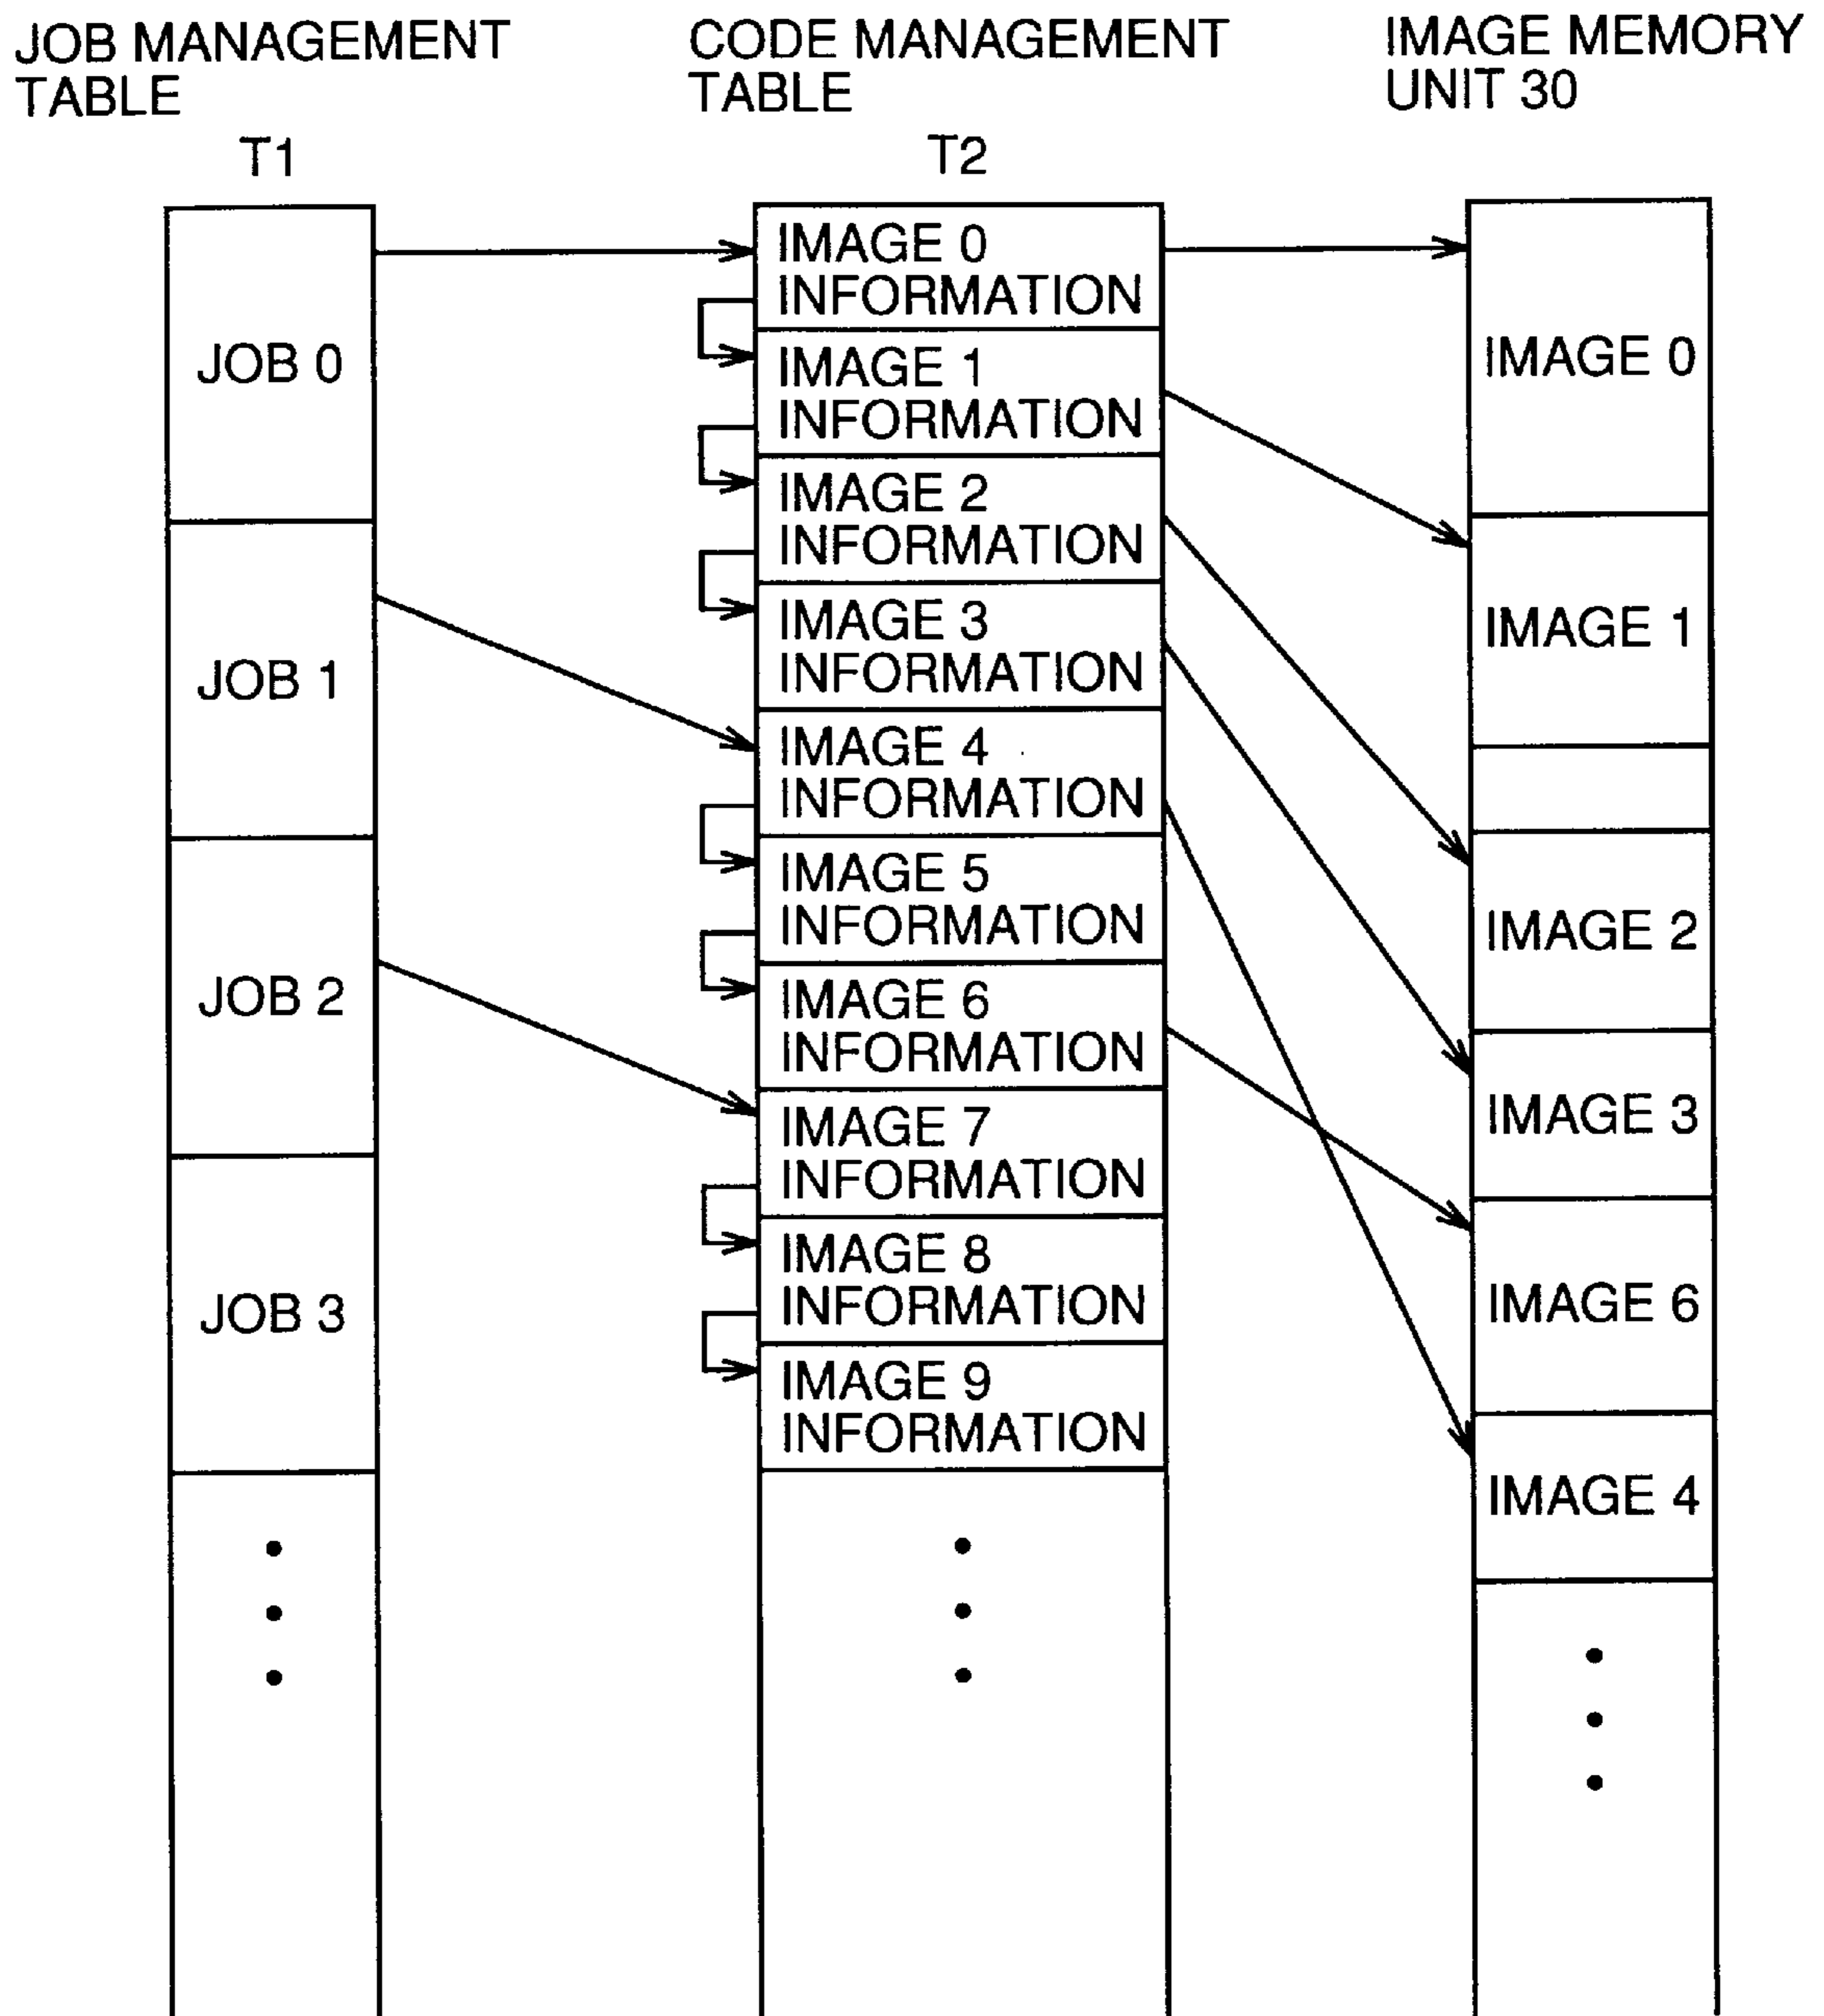 JOB MANAGEMENT
TABLE
T1
JOB 0
JOB 1
JOB 2
JOB 3
CODE MANAGEMENT
TABLE
T2
IMAGE 0
INFORMATION
IMAGE 1
INFORMATION
IMAGE 2
INFORMATION
IMAGE 3
INFORMATION
IMAGE 4
INFORMATION
IMAGE 5
INFORMATION
IMAGE 6
INFORMATION
IMAGE 7
INFORMATION
IMAGE 8
INFORMATION
IMAGE 9
INFORMATION
IMAGE MEMORY
UNIT 30
IMAGE 0
IMAGE 1
IMAGE 2
IMAGE 3
IMAGE 6
IMAGE 4